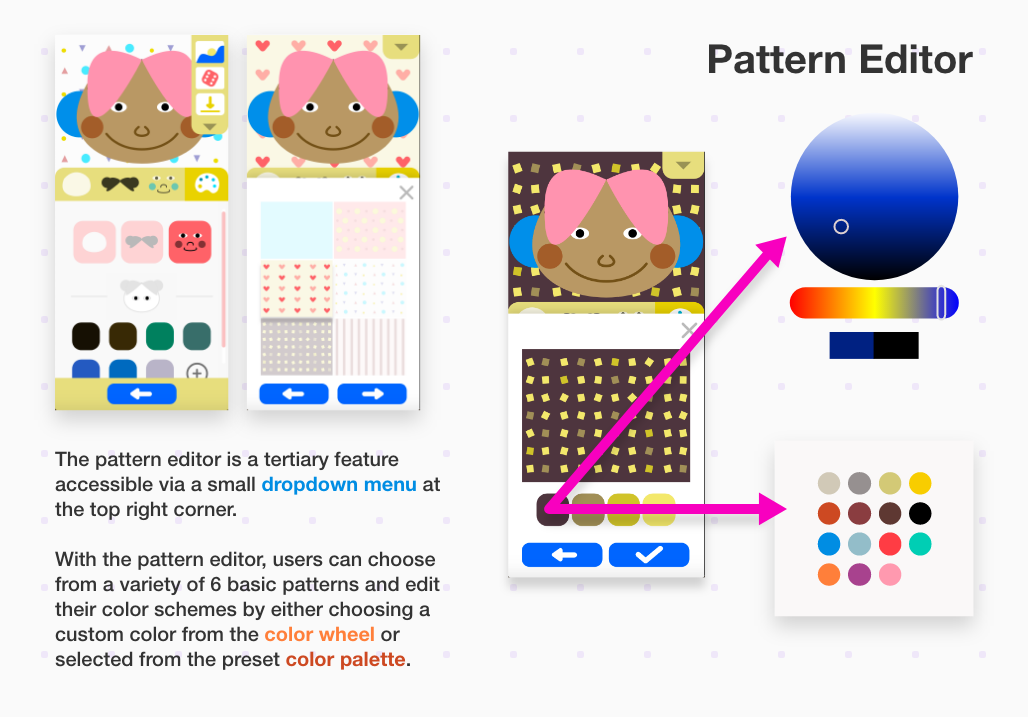 Pattern Editor
The pattern editor is a tertiary feature
accessible via a small dropdown menu at
the top right corner.
With the pattern editor, users can choose
from a variety of 6 basic patterns and edit
their color schemes by either choosing a
custom color from the color wheel or
selected from the preset color palette.